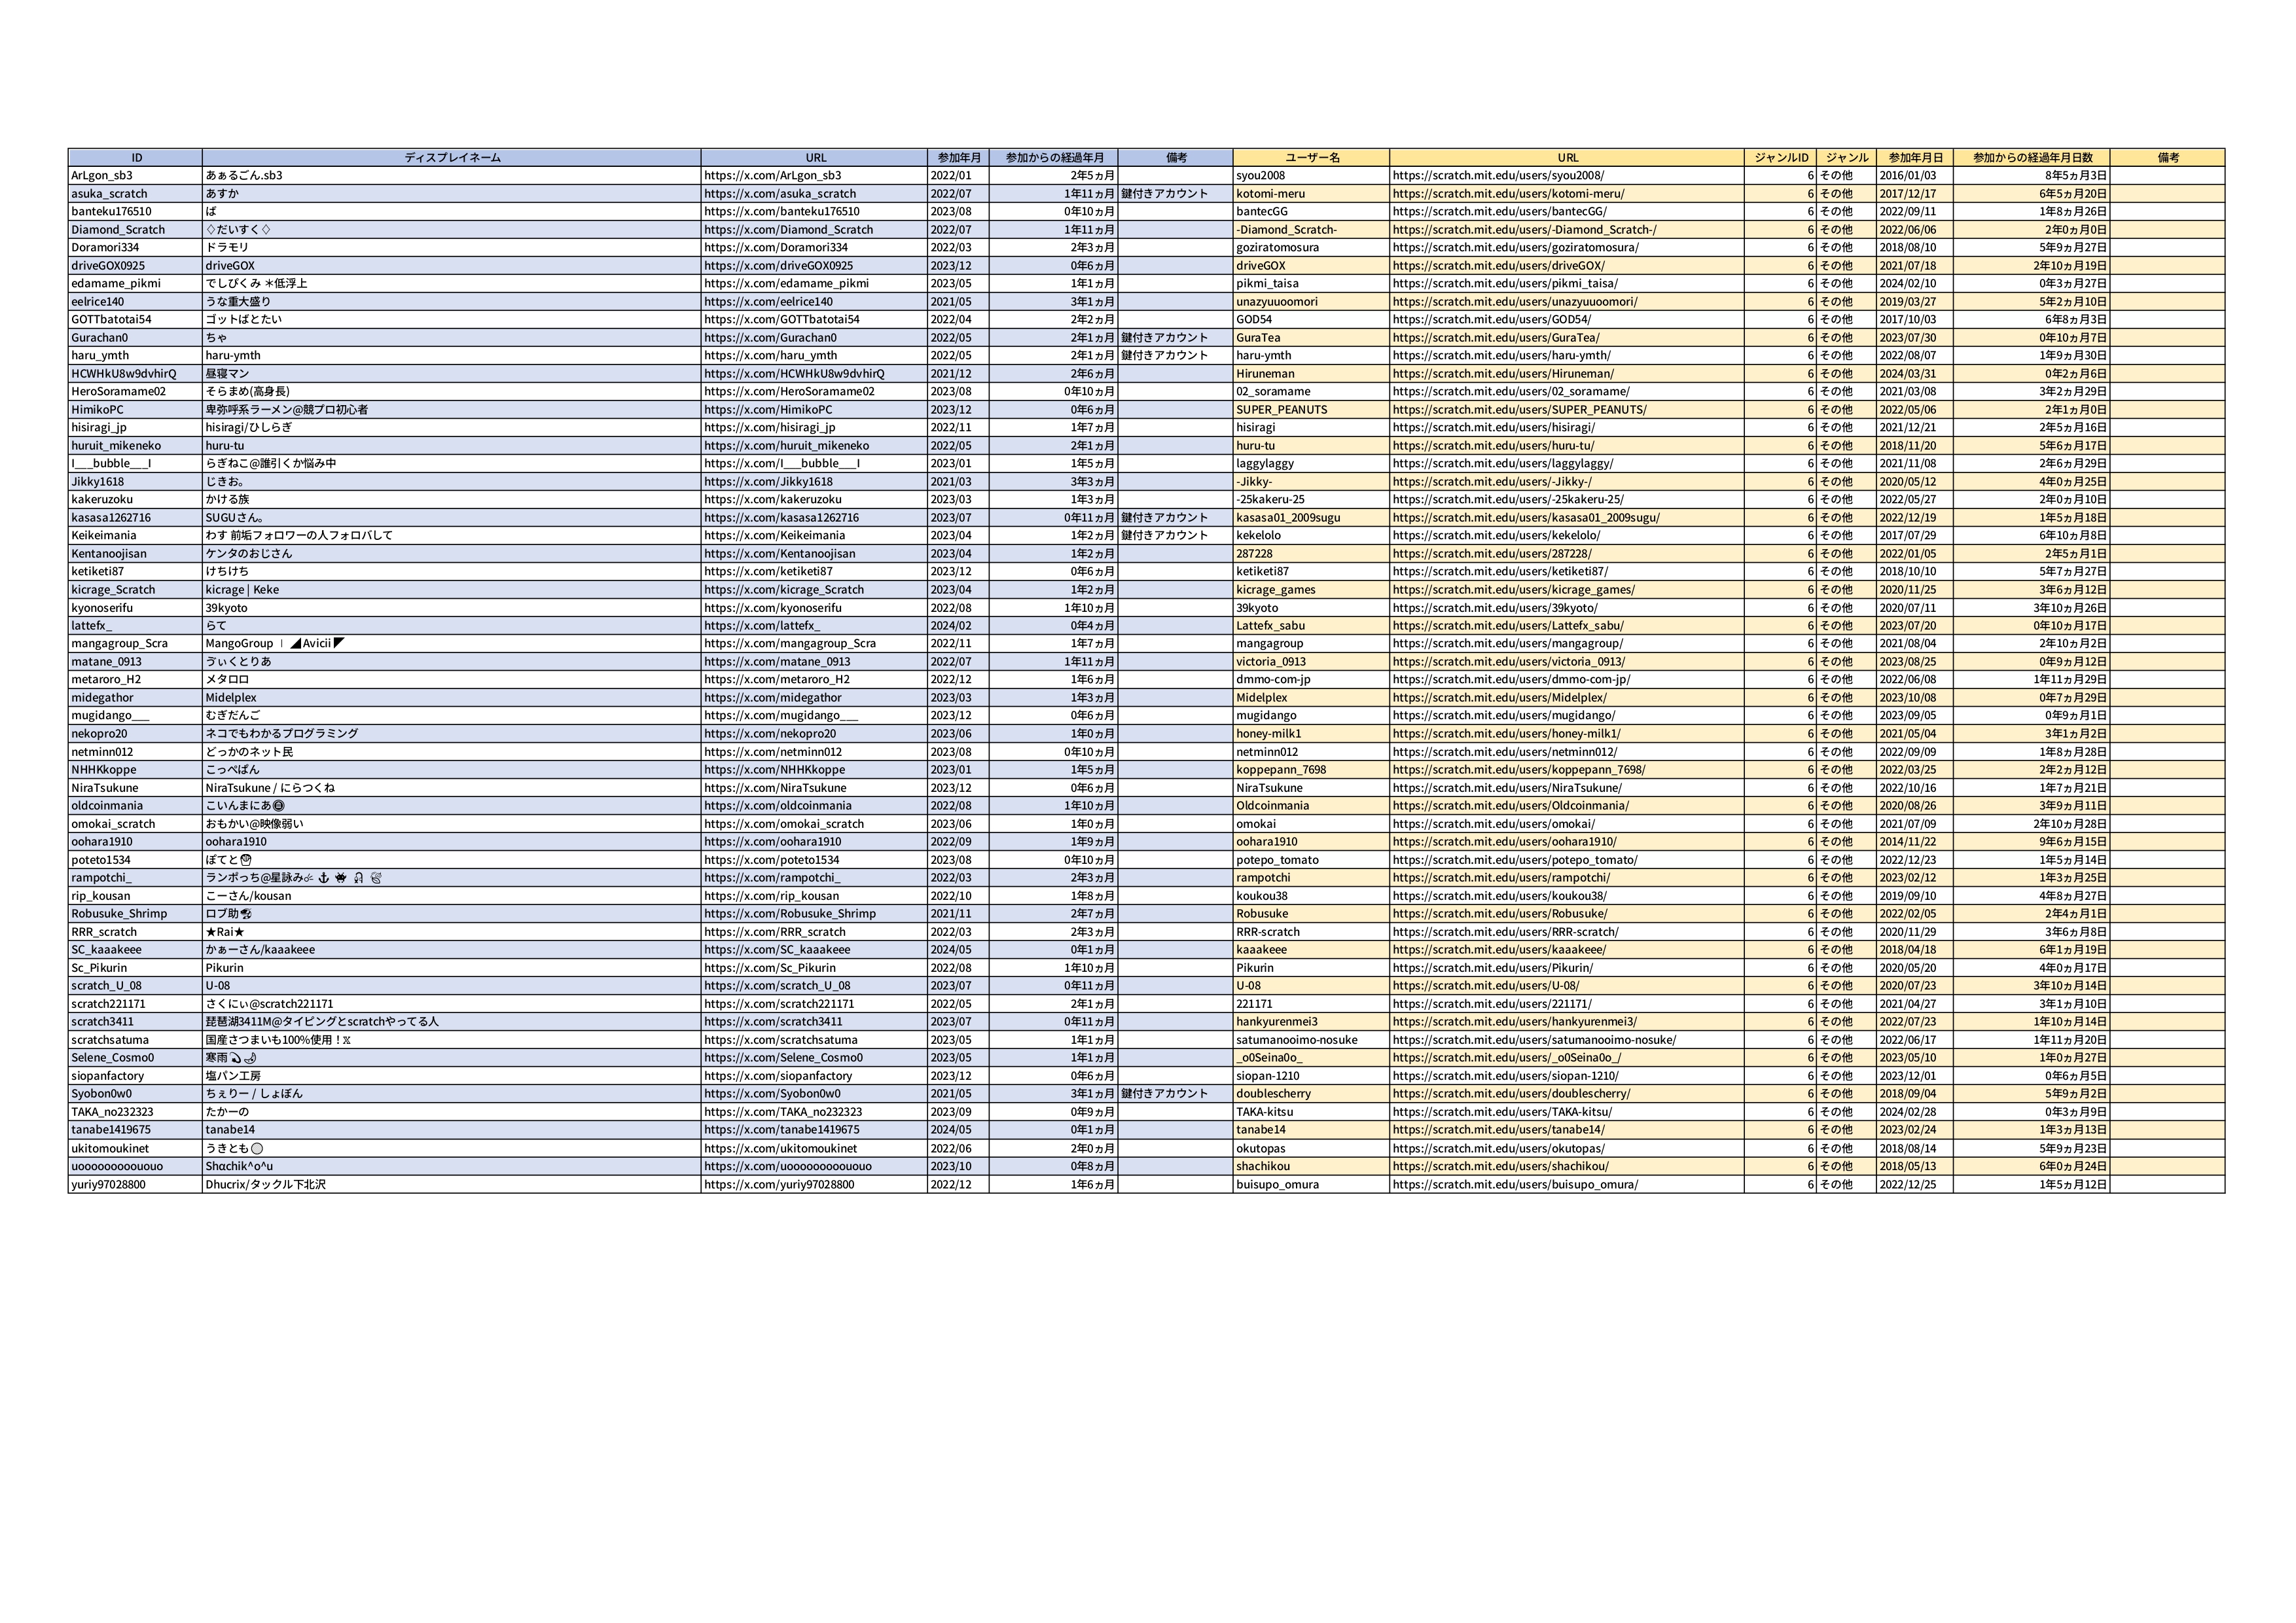 ID ディスプレイネーム URL 参加年月 参加からの経過年月 備考 ユーザー名 URL ジャンルID ジャンル 参加年月日 参加からの経過年月日数 備考
ArLgon_sb3 あぁるごん.sb3 https://x.com/ArLgon_sb3 2022/01 2年5ヵ月 syou2008 https://scratch.mit.edu/users/syou2008/ 6 その他 2016/01/03 8年5ヵ月3日
asuka_scratch あすか https://x.com/asuka_scratch 2022/07 1年11ヵ月 鍵付きアカウント kotomi-meru https://scratch.mit.edu/users/kotomi-meru/ 6 その他 2017/12/17 6年5ヵ月20日
banteku176510 ば https://x.com/banteku176510 2023/08 0年10ヵ月 bantecGG https://scratch.mit.edu/users/bantecGG/ 6 その他 2022/09/11 1年8ヵ月26日
Diamond_Scratch ♢だいすく♢ https://x.com/Diamond_Scratch 2022/07 1年11ヵ月 -Diamond_Scratch- https://scratch.mit.edu/users/-Diamond_Scratch-/ 6 その他 2022/06/06 2年0ヵ月0日
Doramori334 ドラモリ https://x.com/Doramori334 2022/03 2年3ヵ月 goziratomosura https://scratch.mit.edu/users/goziratomosura/ 6 その他 2018/08/10 5年9ヵ月27日
driveGOX0925 driveGOX https://x.com/driveGOX0925 2023/12 0年6ヵ月 driveGOX https://scratch.mit.edu/users/driveGOX/ 6 その他 2021/07/18 2年10ヵ月19日
edamame_pikmi でしぴくみ ＊低浮上 https://x.com/edamame_pikmi 2023/05 1年1ヵ月 pikmi_taisa https://scratch.mit.edu/users/pikmi_taisa/ 6 その他 2024/02/10 0年3ヵ月27日
eelrice140 うな重大盛り https://x.com/eelrice140 2021/05 3年1ヵ月 unazyuuoomori https://scratch.mit.edu/users/unazyuuoomori/ 6 その他 2019/03/27 5年2ヵ月10日
GOTTbatotai54 ゴットばとたい https://x.com/GOTTbatotai54 2022/04 2年2ヵ月 GOD54 https://scratch.mit.edu/users/GOD54/ 6 その他 2017/10/03 6年8ヵ月3日
Gurachan0 ちゃ https://x.com/Gurachan0 2022/05 2年1ヵ月 鍵付きアカウント GuraTea https://scratch.mit.edu/users/GuraTea/ 6 その他 2023/07/30 0年10ヵ月7日
haru_ymth haru-ymth https://x.com/haru_ymth 2022/05 2年1ヵ月 鍵付きアカウント haru-ymth https://scratch.mit.edu/users/haru-ymth/ 6 その他 2022/08/07 1年9ヵ月30日
HCWHkU8w9dvhirQ 昼寝マン https://x.com/HCWHkU8w9dvhirQ 2021/12 2年6ヵ月 Hiruneman https://scratch.mit.edu/users/Hiruneman/ 6 その他 2024/03/31 0年2ヵ月6日
HeroSoramame02 そらまめ(高身長) https://x.com/HeroSoramame02 2023/08 0年10ヵ月 02_soramame https://scratch.mit.edu/users/02_soramame/ 6 その他 2021/03/08 3年2ヵ月29日
HimikoPC 卑弥呼系ラーメン@競プロ初心者 https://x.com/HimikoPC 2023/12 0年6ヵ月 SUPER_PEANUTS https://scratch.mit.edu/users/SUPER_PEANUTS/ 6 その他 2022/05/06 2年1ヵ月0日
hisiragi_jp hisiragi/ひしらぎ https://x.com/hisiragi_jp 2022/11 1年7ヵ月 hisiragi https://scratch.mit.edu/users/hisiragi/ 6 その他 2021/12/21 2年5ヵ月16日
huruit_mikeneko huru-tu https://x.com/huruit_mikeneko 2022/05 2年1ヵ月 huru-tu https://scratch.mit.edu/users/huru-tu/ 6 その他 2018/11/20 5年6ヵ月17日
I___bubble___I らぎねこ@誰引くか悩み中 https://x.com/I___bubble___I 2023/01 1年5ヵ月 laggylaggy https://scratch.mit.edu/users/laggylaggy/ 6 その他 2021/11/08 2年6ヵ月29日
Jikky1618 じきお。 https://x.com/Jikky1618 2021/03 3年3ヵ月 -Jikky- https://scratch.mit.edu/users/-Jikky-/ 6 その他 2020/05/12 4年0ヵ月25日
kakeruzoku かける族 https://x.com/kakeruzoku 2023/03 1年3ヵ月 -25kakeru-25 https://scratch.mit.edu/users/-25kakeru-25/ 6 その他 2022/05/27 2年0ヵ月10日
kasasa1262716 SUGUさん。 https://x.com/kasasa1262716 2023/07 0年11ヵ月 鍵付きアカウント kasasa01_2009sugu https://scratch.mit.edu/users/kasasa01_2009sugu/ 6 その他 2022/12/19 1年5ヵ月18日
Keikeimania わす 前垢フォロワーの人フォロバして https://x.com/Keikeimania 2023/04 1年2ヵ月 鍵付きアカウント kekelolo https://scratch.mit.edu/users/kekelolo/ 6 その他 2017/07/29 6年10ヵ月8日
Kentanoojisan ケンタのおじさん https://x.com/Kentanoojisan 2023/04 1年2ヵ月 287228 https://scratch.mit.edu/users/287228/ 6 その他 2022/01/05 2年5ヵ月1日
ketiketi87 けちけち https://x.com/ketiketi87 2023/12 0年6ヵ月 ketiketi87 https://scratch.mit.edu/users/ketiketi87/ 6 その他 2018/10/10 5年7ヵ月27日
kicrage_Scratch kicrage | Keke https://x.com/kicrage_Scratch 2023/04 1年2ヵ月 kicrage_games https://scratch.mit.edu/users/kicrage_games/ 6 その他 2020/11/25 3年6ヵ月12日
kyonoserifu 39kyoto https://x.com/kyonoserifu 2022/08 1年10ヵ月 39kyoto https://scratch.mit.edu/users/39kyoto/ 6 その他 2020/07/11 3年10ヵ月26日
lattefx_ らて https://x.com/lattefx_ 2024/02 0年4ヵ月 Lattefx_sabu https://scratch.mit.edu/users/Lattefx_sabu/ 6 その他 2023/07/20 0年10ヵ月17日
mangagroup_Scra MangoGroup ｜ ◢Avicii◤ https://x.com/mangagroup_Scra 2022/11 1年7ヵ月 mangagroup https://scratch.mit.edu/users/mangagroup/ 6 その他 2021/08/04 2年10ヵ月2日
matane_0913 ゔぃくとりあ https://x.com/matane_0913 2022/07 1年11ヵ月 victoria_0913 https://scratch.mit.edu/users/victoria_0913/ 6 その他 2023/08/25 0年9ヵ月12日
metaroro_H2 メタロロ https://x.com/metaroro_H2 2022/12 1年6ヵ月 dmmo-com-jp https://scratch.mit.edu/users/dmmo-com-jp/ 6 その他 2022/06/08 1年11ヵ月29日
midegathor Midelplex https://x.com/midegathor 2023/03 1年3ヵ月 Midelplex https://scratch.mit.edu/users/Midelplex/ 6 その他 2023/10/08 0年7ヵ月29日
mugidango___ むぎだんご https://x.com/mugidango___ 2023/12 0年6ヵ月 mugidango https://scratch.mit.edu/users/mugidango/ 6 その他 2023/09/05 0年9ヵ月1日
nekopro20 ネコでもわかるプログラミング https://x.com/nekopro20 2023/06 1年0ヵ月 honey-milk1 https://scratch.mit.edu/users/honey-milk1/ 6 その他 2021/05/04 3年1ヵ月2日
netminn012 どっかのネット民 https://x.com/netminn012 2023/08 0年10ヵ月 netminn012 https://scratch.mit.edu/users/netminn012/ 6 その他 2022/09/09 1年8ヵ月28日
NHHKkoppe こっぺぱん https://x.com/NHHKkoppe 2023/01 1年5ヵ月 koppepann_7698 https://scratch.mit.edu/users/koppepann_7698/ 6 その他 2022/03/25 2年2ヵ月12日
NiraTsukune NiraTsukune / にらつくね https://x.com/NiraTsukune 2023/12 0年6ヵ月 NiraTsukune https://scratch.mit.edu/users/NiraTsukune/ 6 その他 2022/10/16 1年7ヵ月21日
oldcoinmania こいんまにあ https://x.com/oldcoinmania 2022/08 1年10ヵ月 Oldcoinmania https://scratch.mit.edu/users/Oldcoinmania/ 6 その他 2020/08/26 3年9ヵ月11日
omokai_scratch おもかい@映像弱い https://x.com/omokai_scratch 2023/06 1年0ヵ月 omokai https://scratch.mit.edu/users/omokai/ 6 その他 2021/07/09 2年10ヵ月28日
oohara1910 oohara1910 https://x.com/oohara1910 2022/09 1年9ヵ月 oohara1910 https://scratch.mit.edu/users/oohara1910/ 6 その他 2014/11/22 9年6ヵ月15日
poteto1534 ぽてと🍟 https://x.com/poteto1534 2023/08 0年10ヵ月 potepo_tomato https://scratch.mit.edu/users/potepo_tomato/ 6 その他 2022/12/23 1年5ヵ月14日
rampotchi_ ランポっち@星詠み☄⚓ https://x.com/rampotchi_ 2022/03 2年3ヵ月 rampotchi https://scratch.mit.edu/users/rampotchi/ 6 その他 2023/02/12 1年3ヵ月25日
rip_kousan こーさん/kousan https://x.com/rip_kousan 2022/10 1年8ヵ月 koukou38 https://scratch.mit.edu/users/koukou38/ 6 その他 2019/09/10 4年8ヵ月27日
Robusuke_Shrimp ロブ助 https://x.com/Robusuke_Shrimp 2021/11 2年7ヵ月 Robusuke https://scratch.mit.edu/users/Robusuke/ 6 その他 2022/02/05 2年4ヵ月1日
RRR_scratch ★Rai★ https://x.com/RRR_scratch 2022/03 2年3ヵ月 RRR-scratch https://scratch.mit.edu/users/RRR-scratch/ 6 その他 2020/11/29 3年6ヵ月8日
SC_kaaakeee かぁーさん/kaaakeee https://x.com/SC_kaaakeee 2024/05 0年1ヵ月 kaaakeee https://scratch.mit.edu/users/kaaakeee/ 6 その他 2018/04/18 6年1ヵ月19日
Sc_Pikurin Pikurin https://x.com/Sc_Pikurin 2022/08 1年10ヵ月 Pikurin https://scratch.mit.edu/users/Pikurin/ 6 その他 2020/05/20 4年0ヵ月17日
scratch_U_08 U-08 https://x.com/scratch_U_08 2023/07 0年11ヵ月 U-08 https://scratch.mit.edu/users/U-08/ 6 その他 2020/07/23 3年10ヵ月14日
scratch221171 さくにぃ@scratch221171 https://x.com/scratch221171 2022/05 2年1ヵ月 221171 https://scratch.mit.edu/users/221171/ 6 その他 2021/04/27 3年1ヵ月10日
scratch3411 琵琶湖3411M@タイピングとscratchやってる人 https://x.com/scratch3411 2023/07 0年11ヵ月 hankyurenmei3 https://scratch.mit.edu/users/hankyurenmei3/ 6 その他 2022/07/23 1年10ヵ月14日
scratchsatuma 国産さつまいも100%使用！𝕏 https://x.com/scratchsatuma 2023/05 1年1ヵ月 satumanooimo-nosuke https://scratch.mit.edu/users/satumanooimo-nosuke/ 6 その他 2022/06/17 1年11ヵ月20日
Selene_Cosmo0 寒雨 https://x.com/Selene_Cosmo0 2023/05 1年1ヵ月 _o0Seina0o_ https://scratch.mit.edu/users/_o0Seina0o_/ 6 その他 2023/05/10 1年0ヵ月27日
siopanfactory 塩パン工房 https://x.com/siopanfactory 2023/12 0年6ヵ月 siopan-1210 https://scratch.mit.edu/users/siopan-1210/ 6 その他 2023/12/01 0年6ヵ月5日
Syobon0w0 ちぇりー / しょぼん https://x.com/Syobon0w0 2021/05 3年1ヵ月 鍵付きアカウント doublescherry https://scratch.mit.edu/users/doublescherry/ 6 その他 2018/09/04 5年9ヵ月2日
TAKA_no232323 たかーの https://x.com/TAKA_no232323 2023/09 0年9ヵ月 TAKA-kitsu https://scratch.mit.edu/users/TAKA-kitsu/ 6 その他 2024/02/28 0年3ヵ月9日
tanabe1419675 tanabe14 https://x.com/tanabe1419675 2024/05 0年1ヵ月 tanabe14 https://scratch.mit.edu/users/tanabe14/ 6 その他 2023/02/24 1年3ヵ月13日
ukitomoukinet うきとも https://x.com/ukitomoukinet 2022/06 2年0ヵ月 okutopas https://scratch.mit.edu/users/okutopas/ 6 その他 2018/08/14 5年9ヵ月23日
uoooooooooouo​uo Shαchik^o^u https://x.com/uoooooooooouo​uo 2023/10 0年8ヵ月 shachikou https://scratch.mit.edu/users/shachikou/ 6 その他 2018/05/13 6年0ヵ月24日
yuriy97028800 Dhucrix/タックル下北沢 https://x.com/yuriy97028800 2022/12 1年6ヵ月 buisupo_omura https://scratch.mit.edu/users/buisupo_omura/ 6 その他 2022/12/25 1年5ヵ月12日